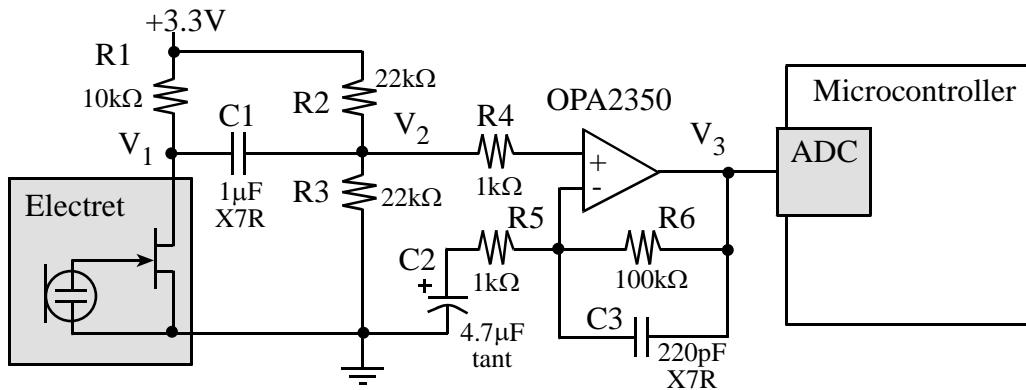 +3.3V
R1
10kΩ
22kΩ
R2
OPA2350
Microcontroller
C1
V1
V2
R4
V3
ADC
+
-
1μF
X7R
R3
22kΩ
1kΩ
Electret
R5
R6
C2
+
1kΩ
100kΩ
4.7μF
tant
C3
220pF
X7R